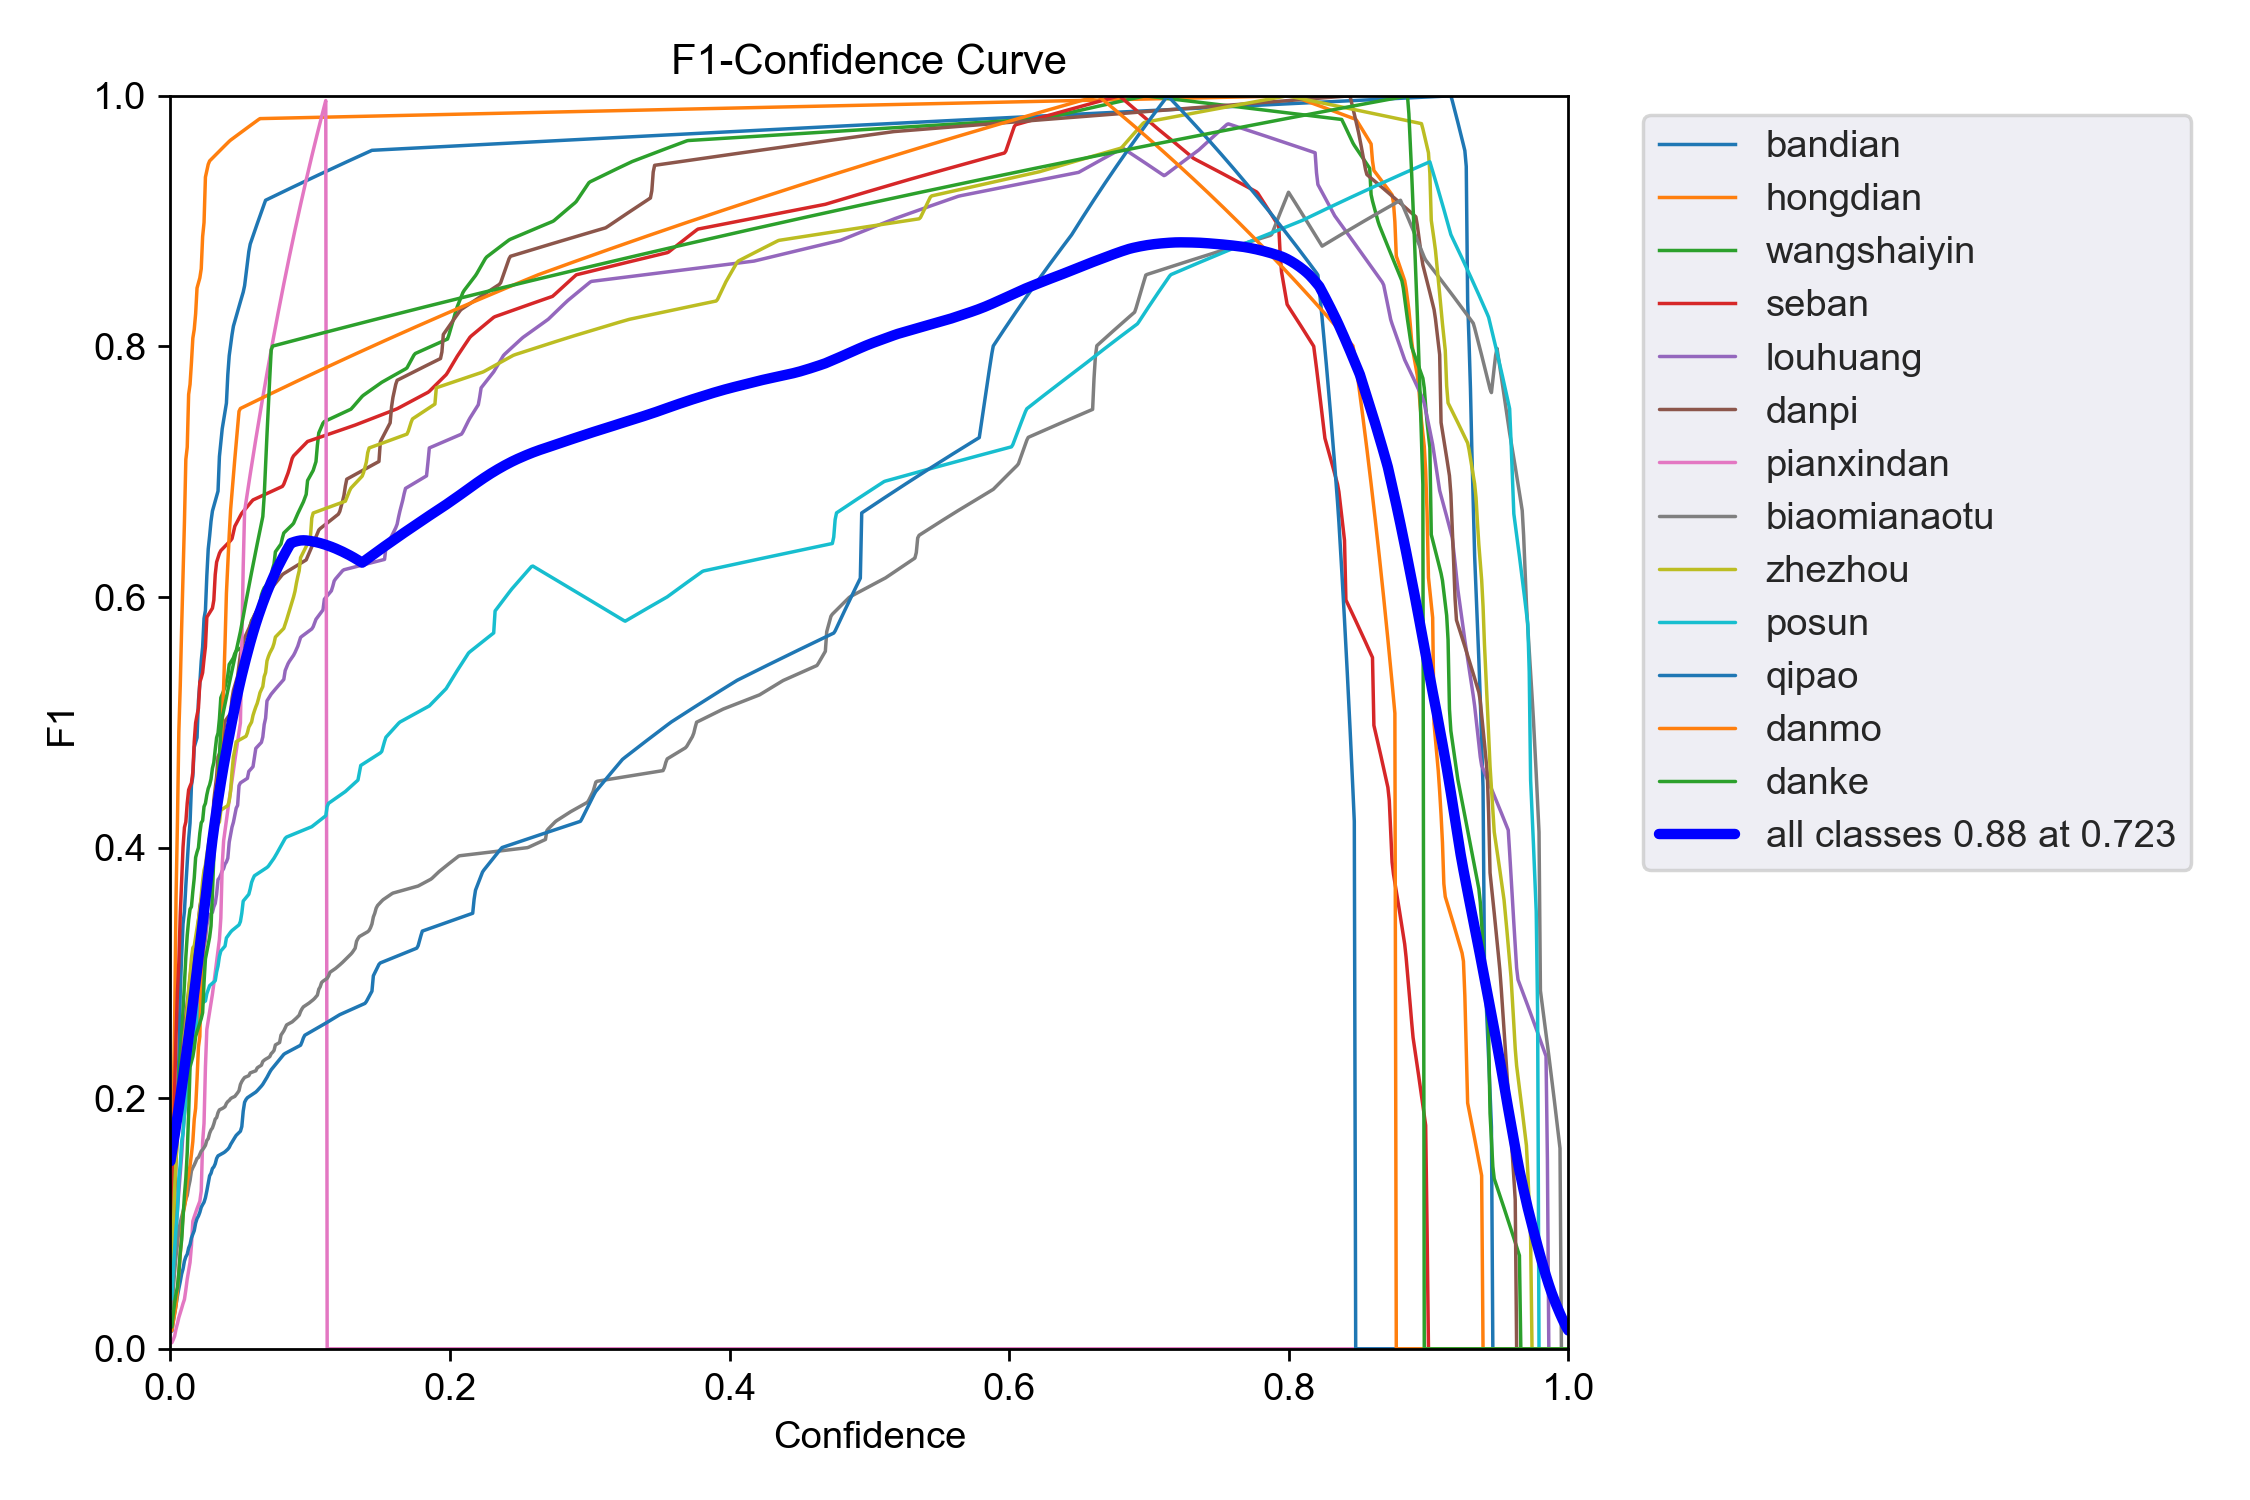 F1-Confidence Curve
1.0
0.8
0.6
0.4
0.2
0.0
F1
0.0 0.2 0.4 0.6 0.8 1.0
Confidence
bandian
hongdian
wangshaiyin
seban
louhuang
danpi
pianxindan
biaomianaotu
zhezhou
posun
qipao
danmo
danke
all classes 0.88 at 0.723